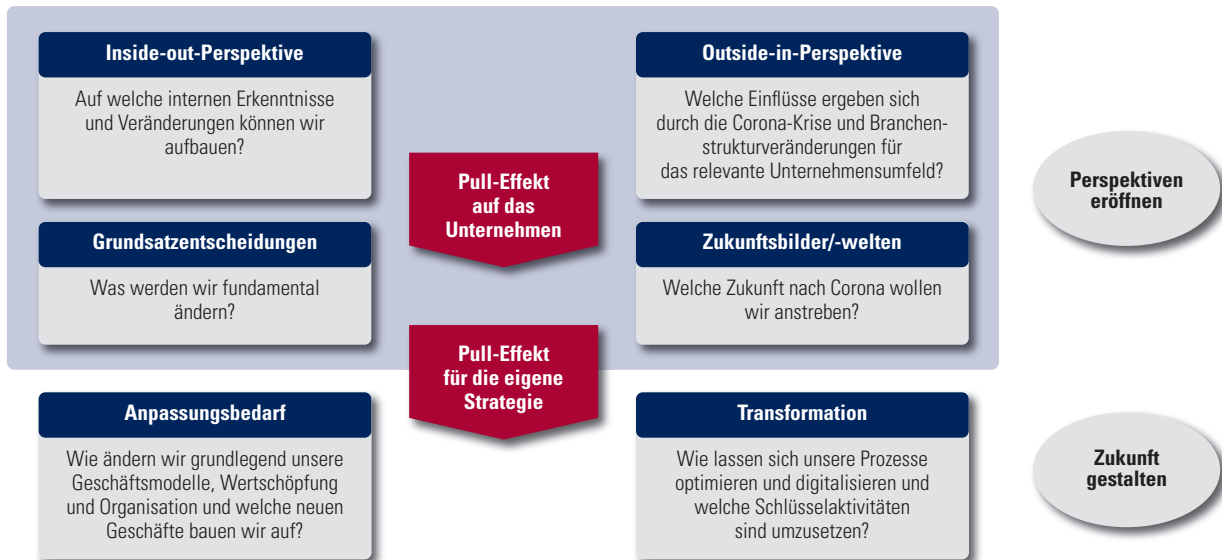 Inside-out-Perspektive
Auf welche internen Erkenntnisse
und Veränderungen können wir
aufbauen?
Outside-in-Perspektive
Welche Einflüsse ergeben sich
durch die Corona-Krise und Branchen-
strukturveränderungen für
das relevante Unternehmensumfeld?
Pull-Effekt
auf das
Unternehmen
Perspektiven
eröffnen
Grundsatzentscheidungen
Was werden wir fundamental
ändern?
Zukunftsbilder/-welten
Welche Zukunft nach Corona wollen
wir anstreben?
Pull-Effekt
für die eigene
Strategie
Anpassungsbedarf
Wie ändern wir grundlegend unsere
Geschäftsmodelle, Wertschöpfung
und Organisation und welche neuen
Geschäfte bauen wir auf?
Transformation
Wie lassen sich unsere Prozesse
optimieren und digitalisieren und
welche Schlüsselaktivitäten
sind umzusetzen?
Zukunft
gestalten